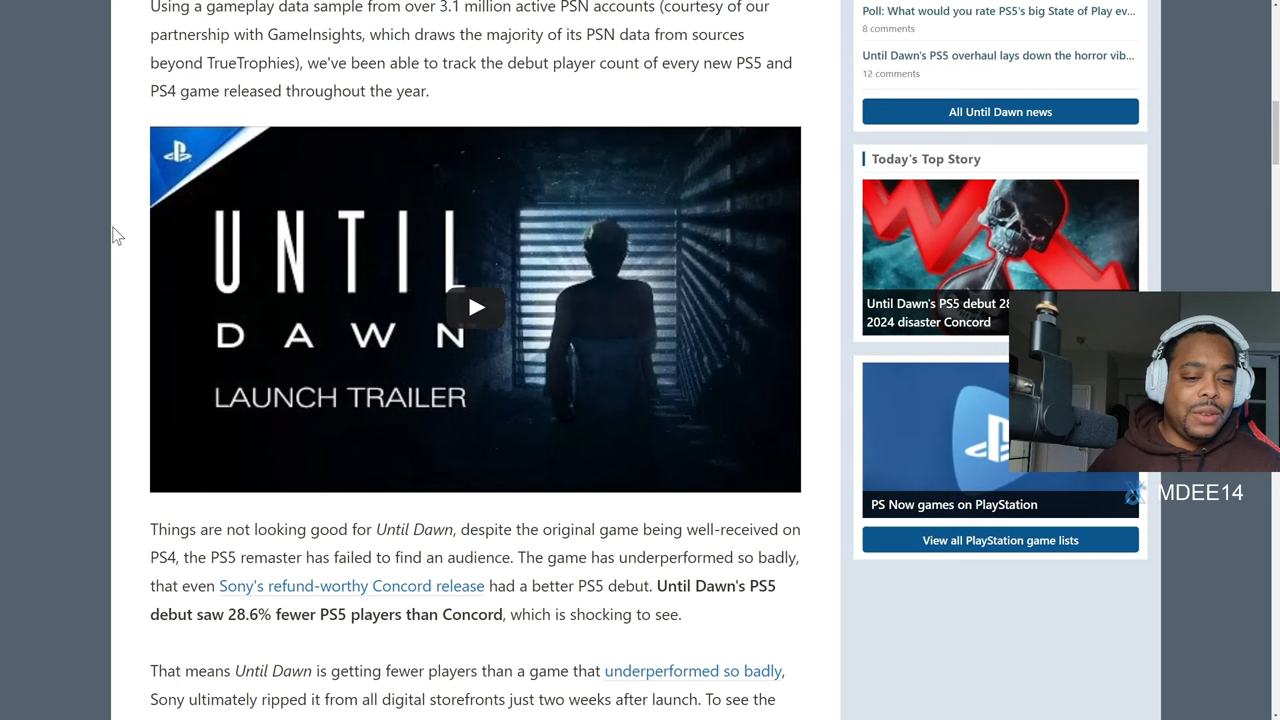 Using a gameplay data sample from over 3.1 million active PSN accounts (courtesy of our
partnership with GameInsights, which draws the majority of its PSN data from sources
beyond TrueTrophies), we've been able to track the debut player count of every new PS5 and
PS4 game released throughout the year.
UNTIL
DAWN
LAUNCH TRAILER
Things are not looking good for Until Dawn, despite the original game being well-received on
PS4, the PS5 remaster has failed to find an audience. The game has underperformed so badly,
that even Sony's refund-worthy Concord release had a better PS5 debut. Until Dawn's PS5
debut saw 28.6% fewer PS5 players than Concord, which is shocking to see.
That means Until Dawn is getting fewer players than a game that underperformed so badly,
Sony ultimately ripped it from all digital storefronts just two weeks after launch. To see the
Poll: What would you rate PS5's big State of Play ev...
8 comments
Until Dawn's PS5 overhaul lays down the horror vib...
12 comments
All Until Dawn news
Today's Top Story
Until Dawn's PS5 debut 28
2024 disaster Concord
PS Now games on PlayStation
View all PlayStation game lists
MDEE14